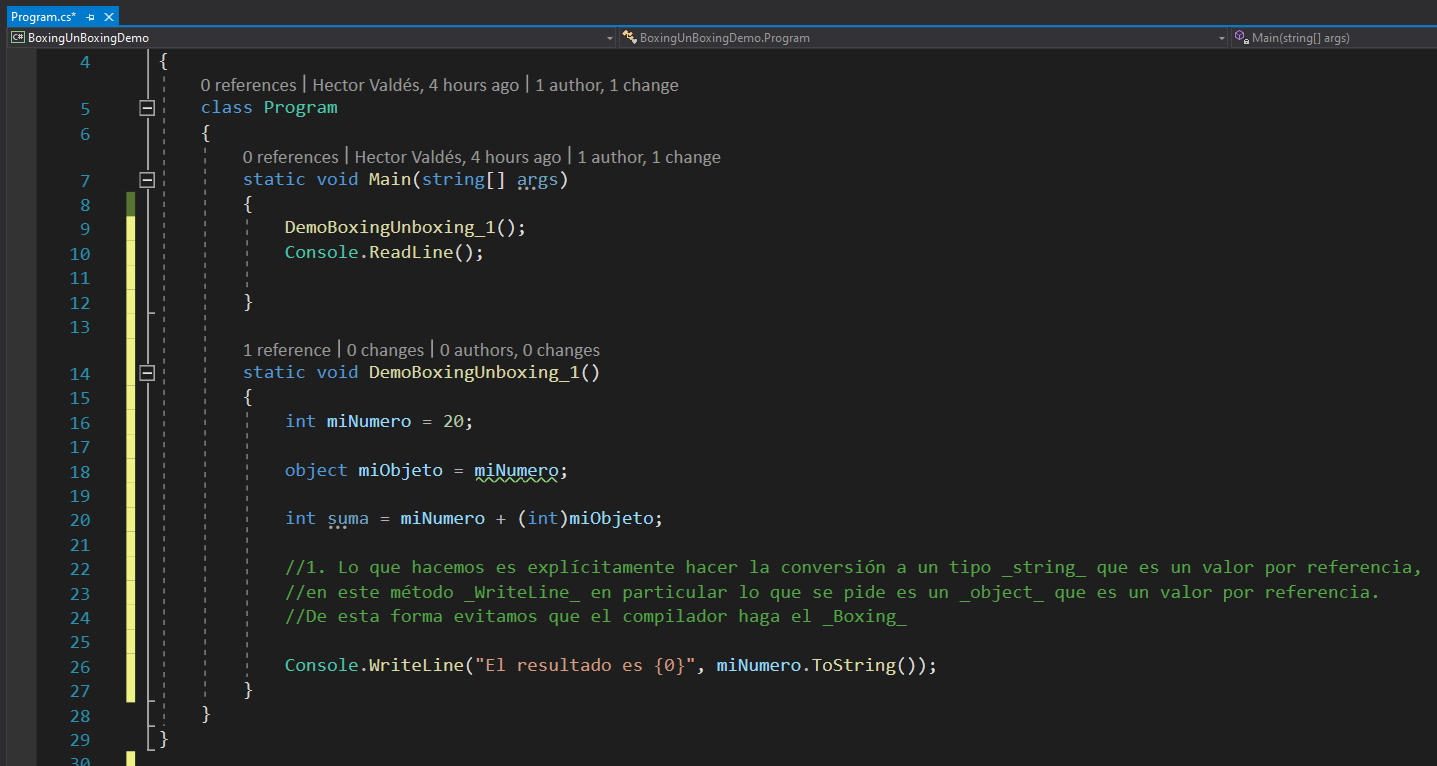 Program.cs*
C# BoxingUnBoxingDemo BoxingUnBoxingDemo.Program Main(string[] args)
4 {
0 references | Hector Valdés, 4 hours ago | 1 author, 1 change
5 class Program
6 {
0 references | Hector Valdés, 4 hours ago | 1 author, 1 change
7 static void Main(string[] args)
8 {
9 DemoBoxingUnboxing_1();
10 Console.ReadLine();
11
12 }
13
1 reference | 0 changes | 0 authors, 0 changes
14 static void DemoBoxingUnboxing_1()
15 {
16 int miNumero = 20;
17
18 object miObjeto = miNumero;
19
20 int suma = miNumero + (int)miObjeto;
21
22 //1. Lo que hacemos es explícitamente hacer la conversión a un tipo _string_ que es un valor por referencia,
23 //en este método _WriteLine_ en particular lo que se pide es un _object_ que es un valor por referencia.
24 //De esta forma evitamos que el compilador haga el _Boxing_
25
26 Console.WriteLine("El resultado es {0}", miNumero.ToString());
27 }
28 }
29 }
30